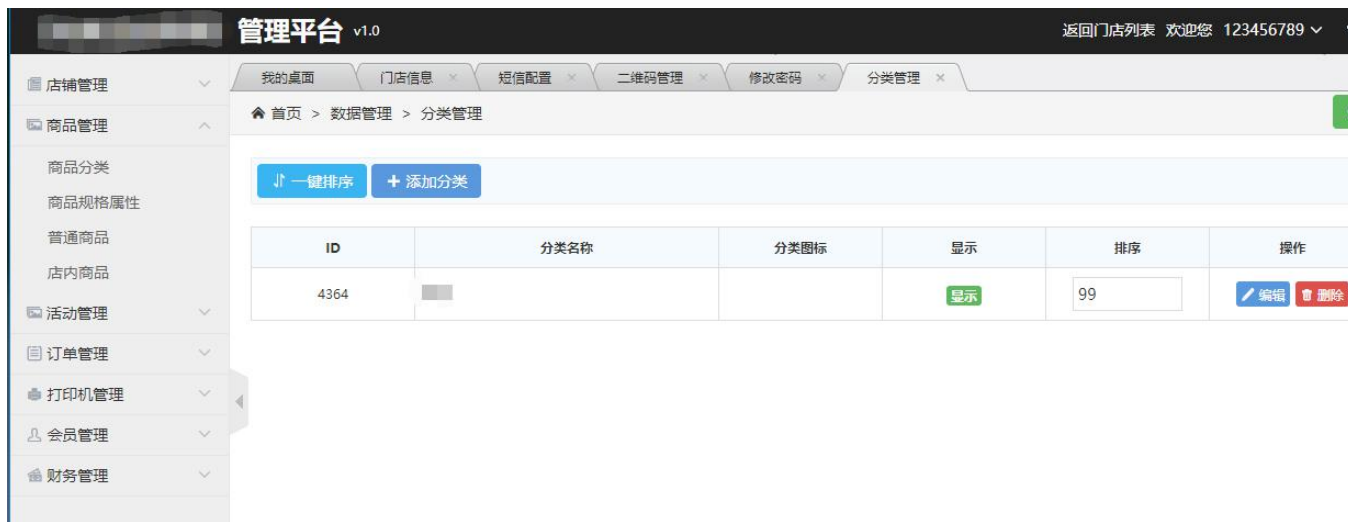 管理平台 v1.0 返回门店列表 欢迎您 123456789
店铺管理
商品管理
商品分类
商品规格属性
普通商品
店内商品
活动管理
订单管理
打印机管理
会员管理
财务管理
我的桌面 门店信息 短信配置 二维码管理 修改密码 分类管理
首页 > 数据管理 > 分类管理
一键排序 添加分类
ID 分类名称 分类图标 显示 排序 操作
4364 显示 99 编辑 删除